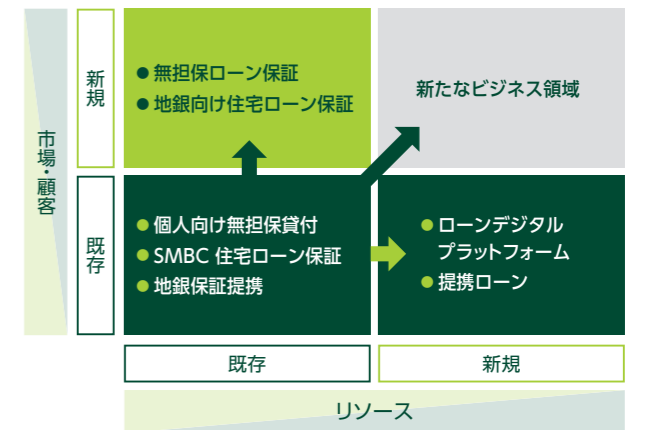 市場・顧客
新規
● 無担保ローン保証
● 地銀向け住宅ローン保証
新たなビジネス領域
既存
● 個人向け無担保貸付
● SMBC 住宅ローン保証
● 地銀保証提携
● ローンデジタル
プラットフォーム
● 提携ローン
既存
新規
リソース